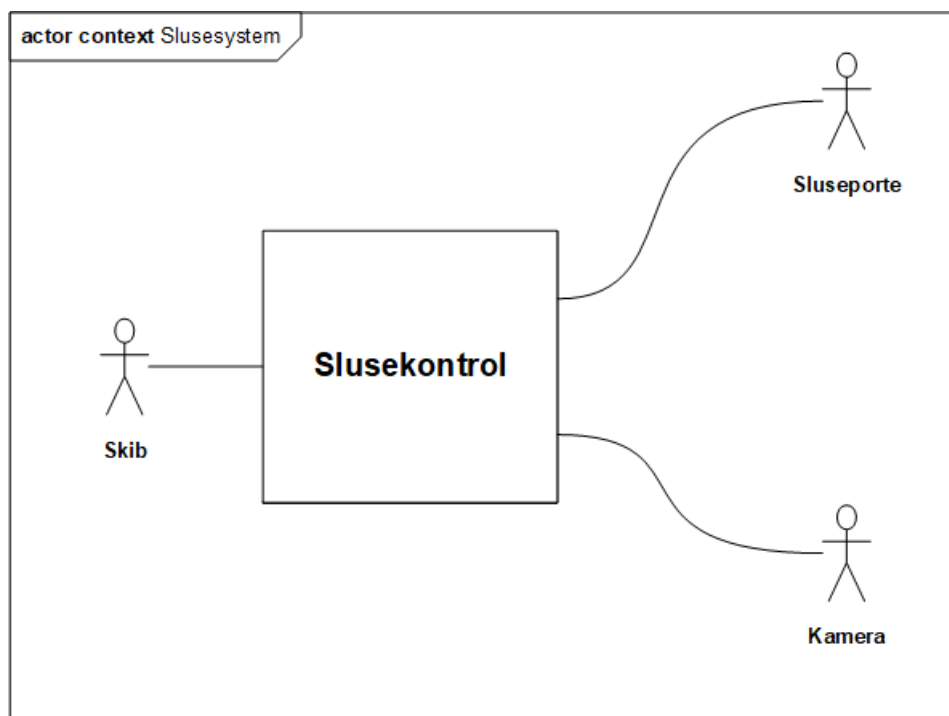 actor context Slusesystem
Sluseporte
Slusekontrol
Skib
Kamera